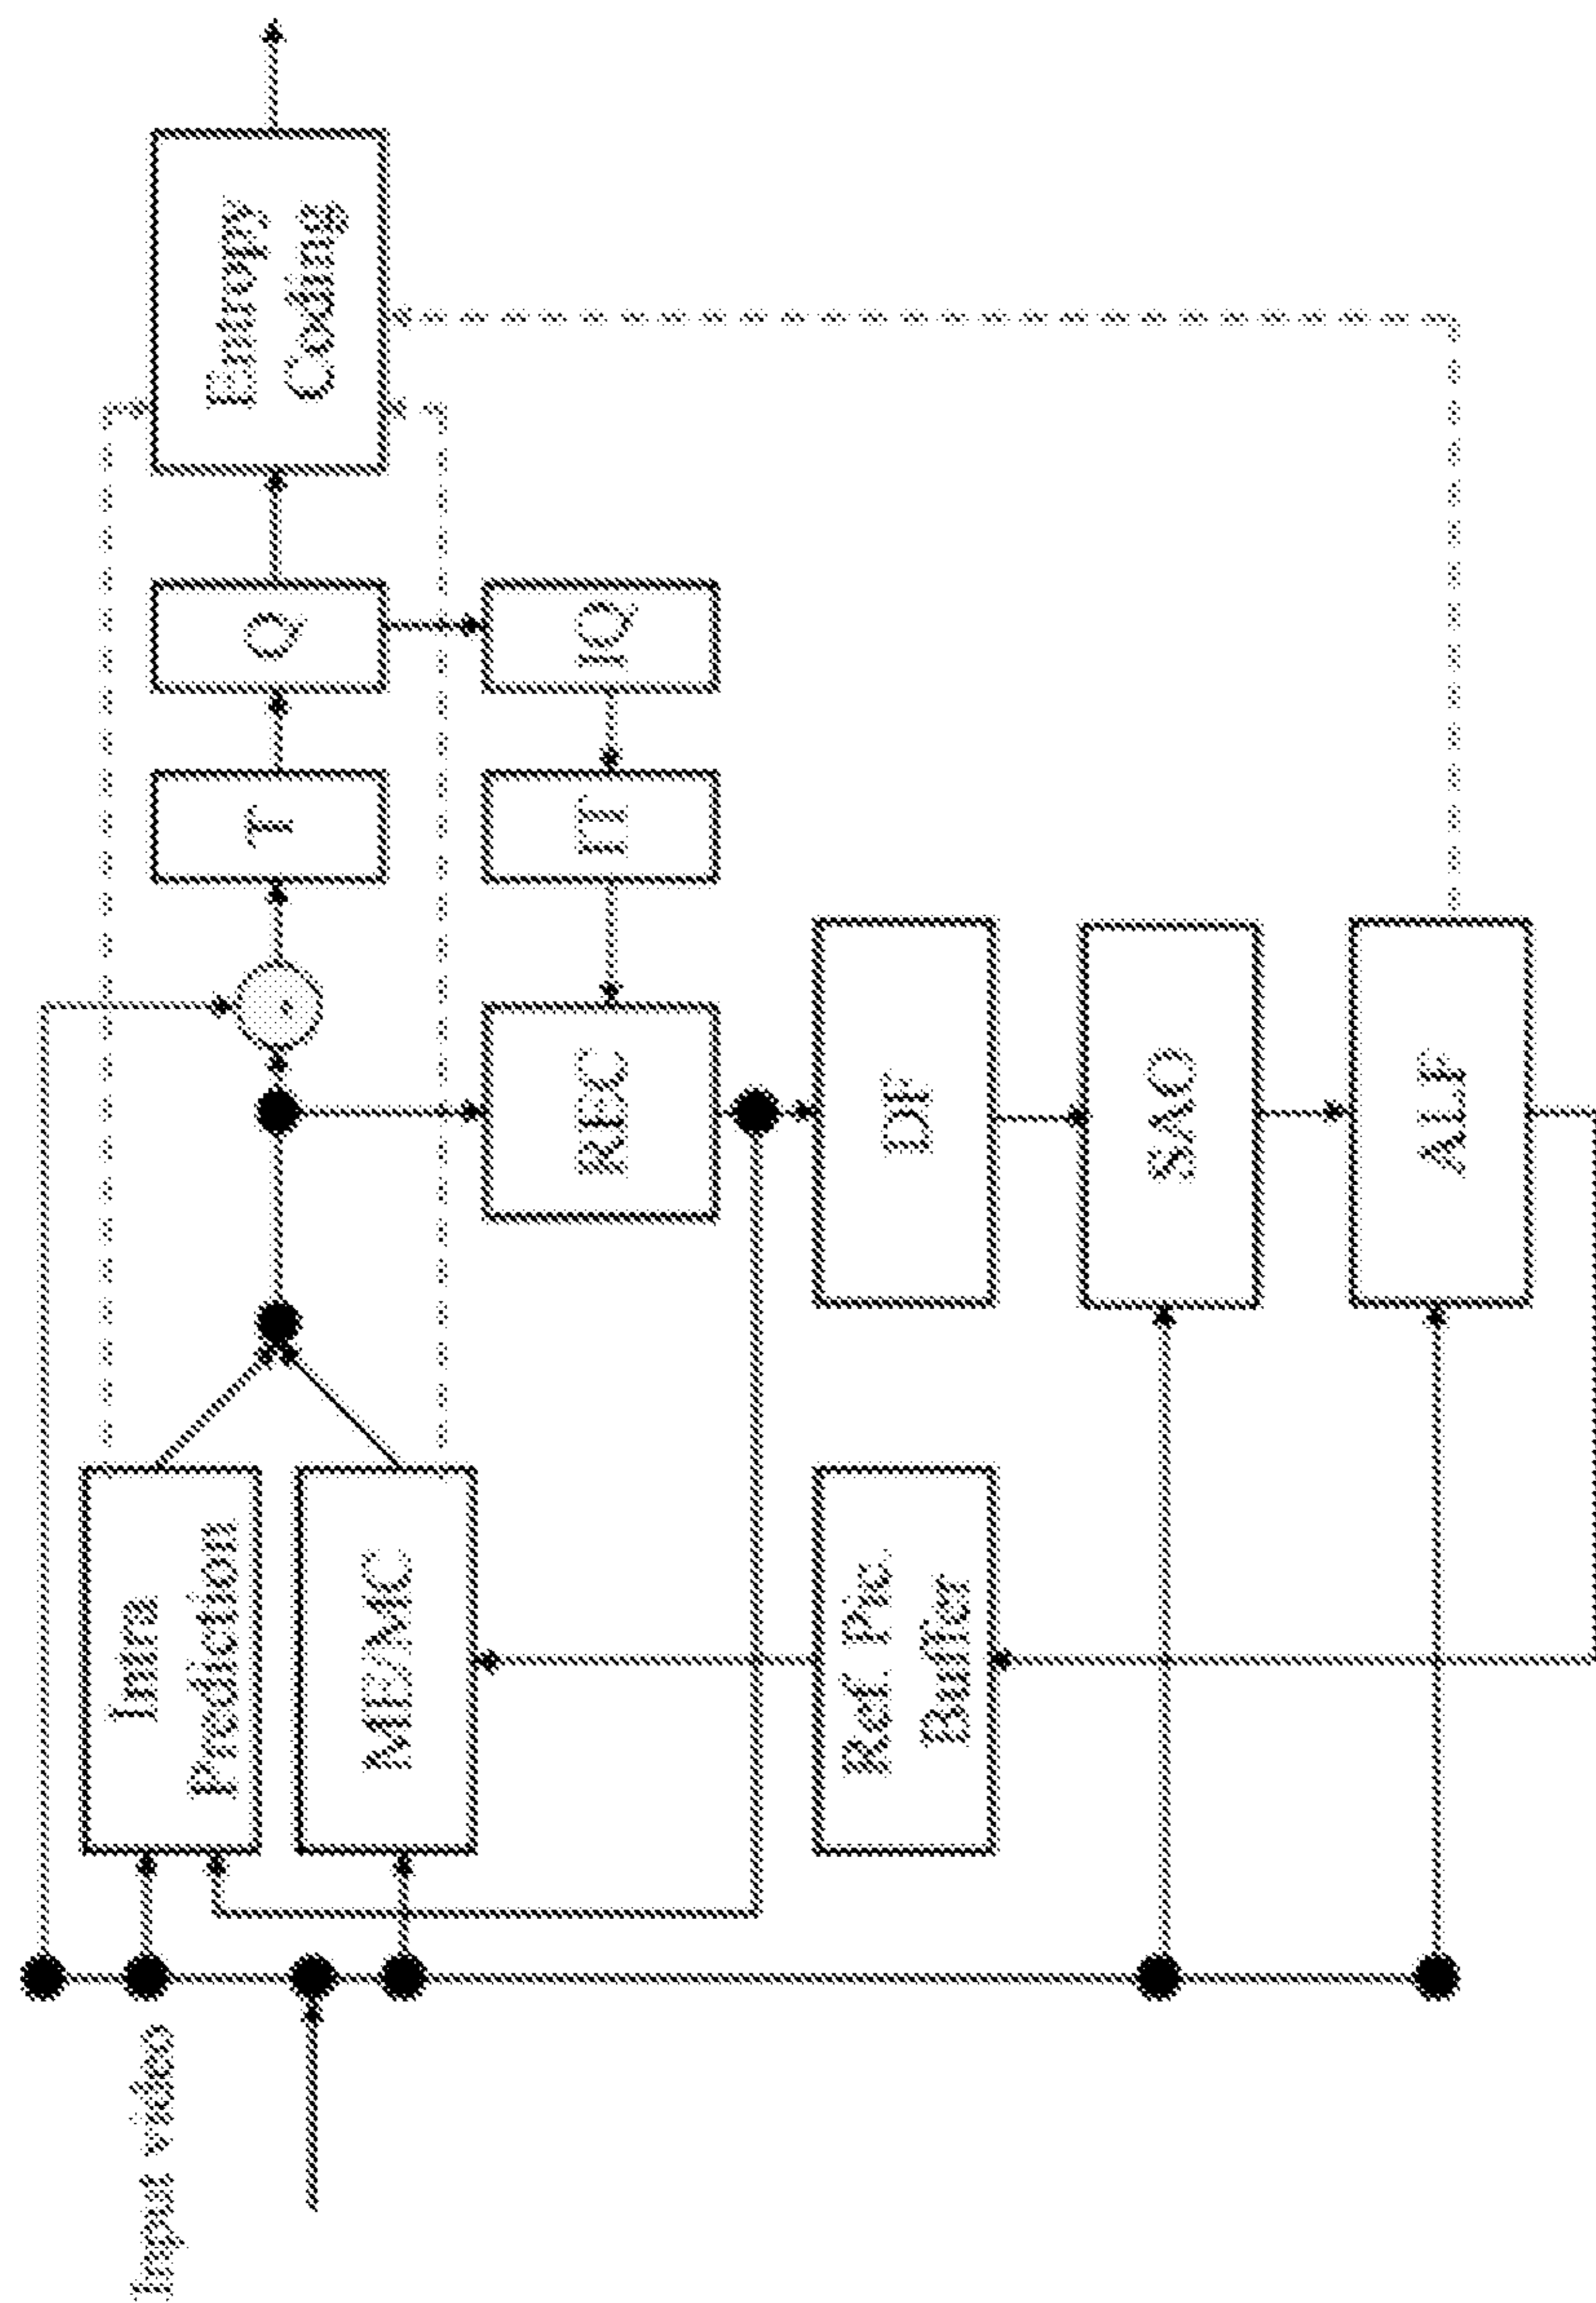 Input video
Intra
Prediction
ME/MC
Ref. Pic.
Buffer
-
T
Q
Entropy
Coding
REC
IT
IQ
DF
SAO
ALF